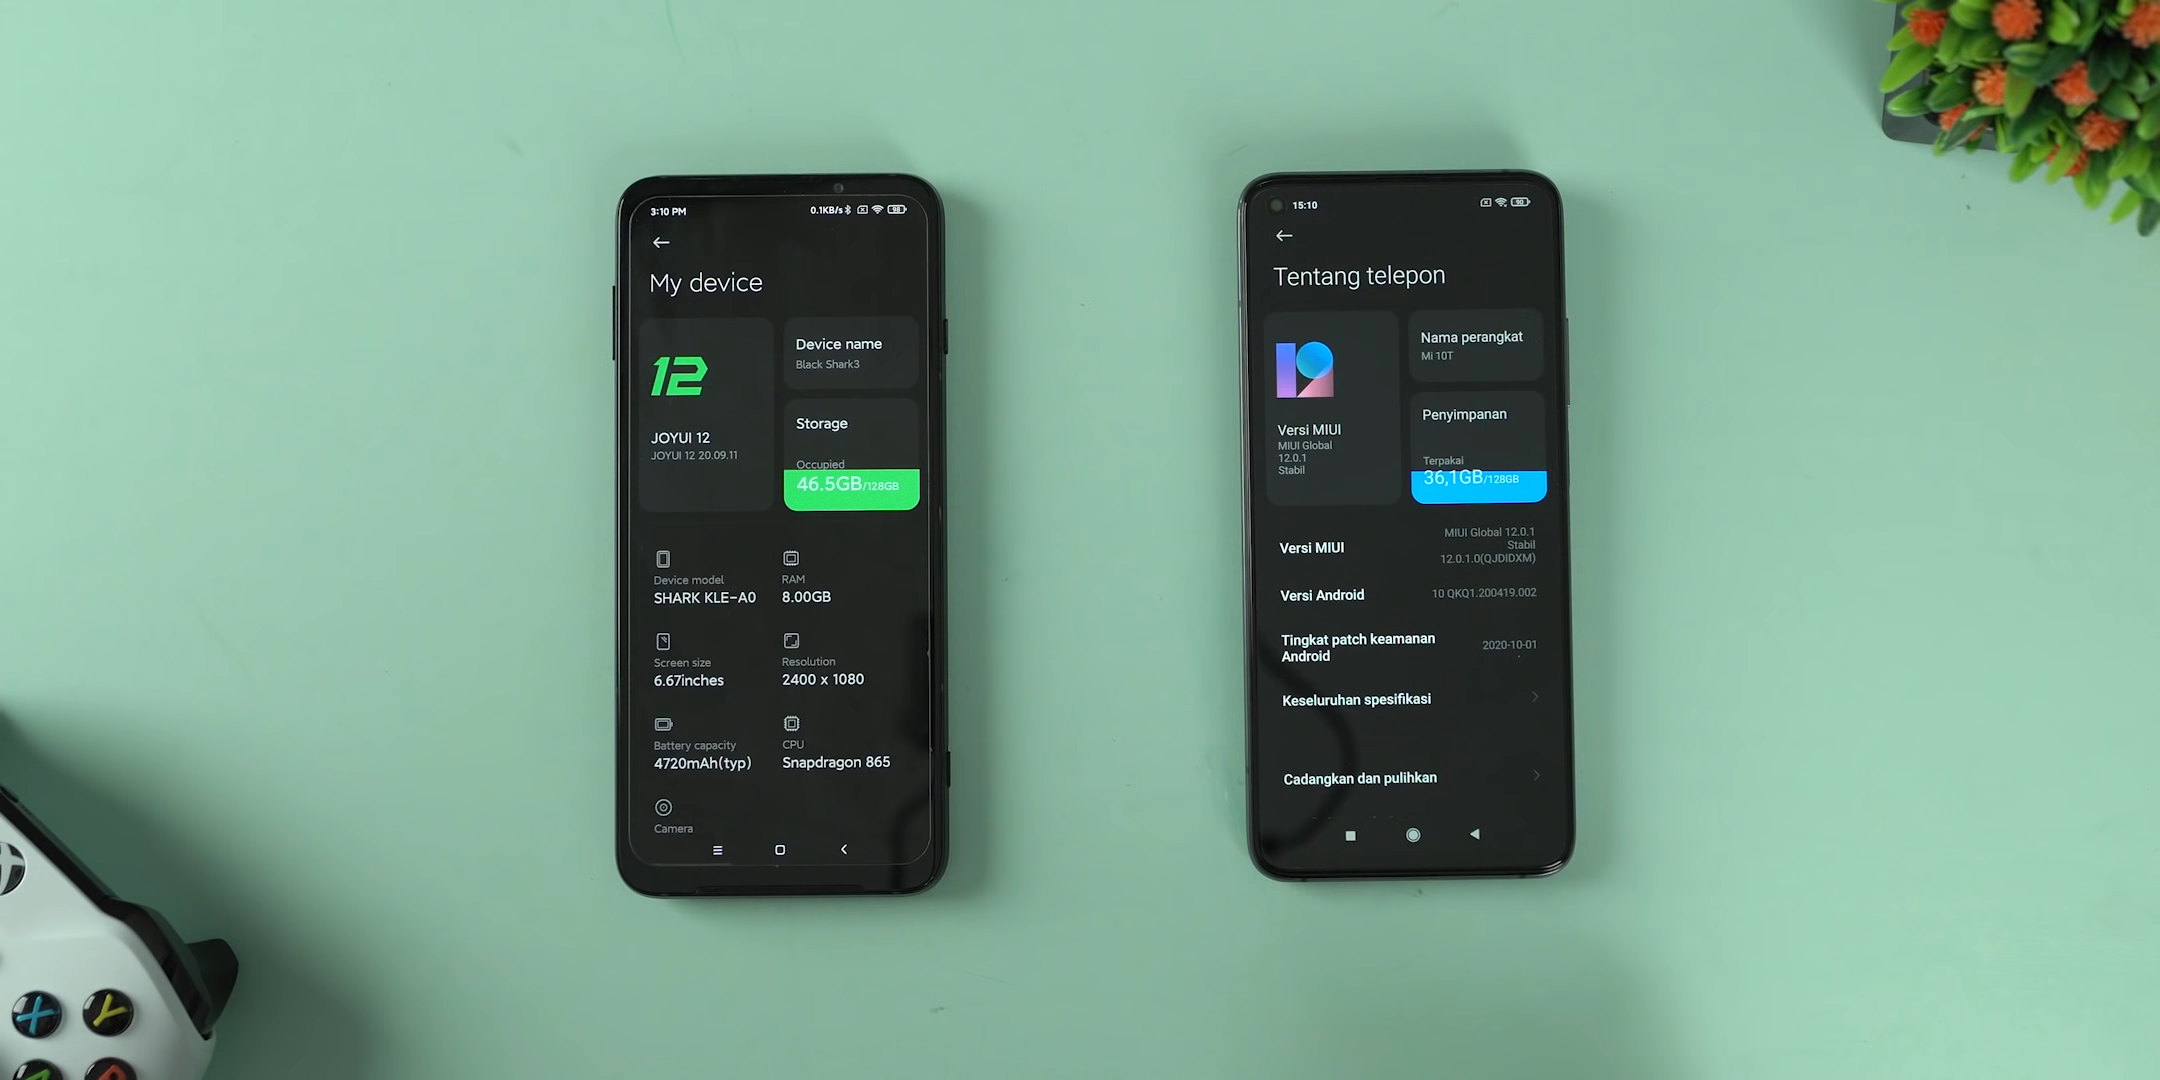 3:10 PM
0.1KB/s
98
My device
12
JOYUI 12
JOYUI 12 20.09.11
Device name
Black Shark3
Storage
Occupied
46.5GB/128GB
Device model
SHARK KLE-A0
RAM
8.00GB
Screen size
6.67inches
Resolution
2400 x 1080
Battery capacity
4720mAh(typ)
CPU
Snapdragon 865
Camera
15:10
90
Tentang telepon
12
Versi MIUI
MIUI Global
12.0.1
Stabil
Nama perangkat
Mi 10T
Penyimpanan
Terpakai
36,1GB/128GB
Versi MIUI
MIUI Global 12.0.1
Stabil
12.0.1.0(QJDIDXM)
Versi Android
10 QKQ1.200419.002
Tingkat patch keamanan
Android
2020-10-01
Keseluruhan spesifikasi
Cadangkan dan pulihkan
X
Y
A
B